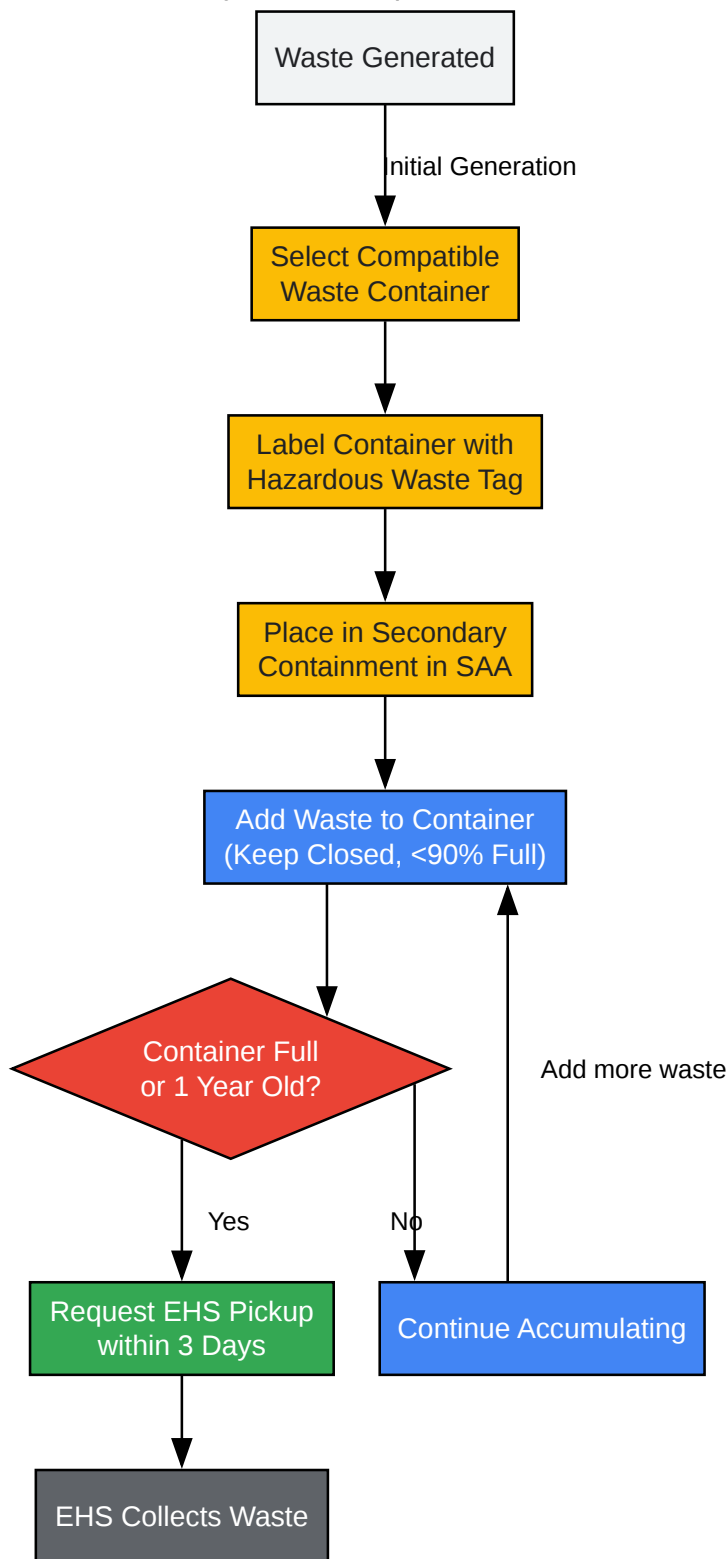 Waste Generated
Initial Generation
Select Compatible
Waste Container
Label Container with
Hazardous Waste Tag
Place in Secondary
Containment in SAA
Add Waste to Container
(Keep Closed, <90% Full)
Container Full
or 1 Year Old?
Add more waste
Yes
No
Request EHS Pickup
within 3 Days
Continue Accumulating
EHS Collects Waste